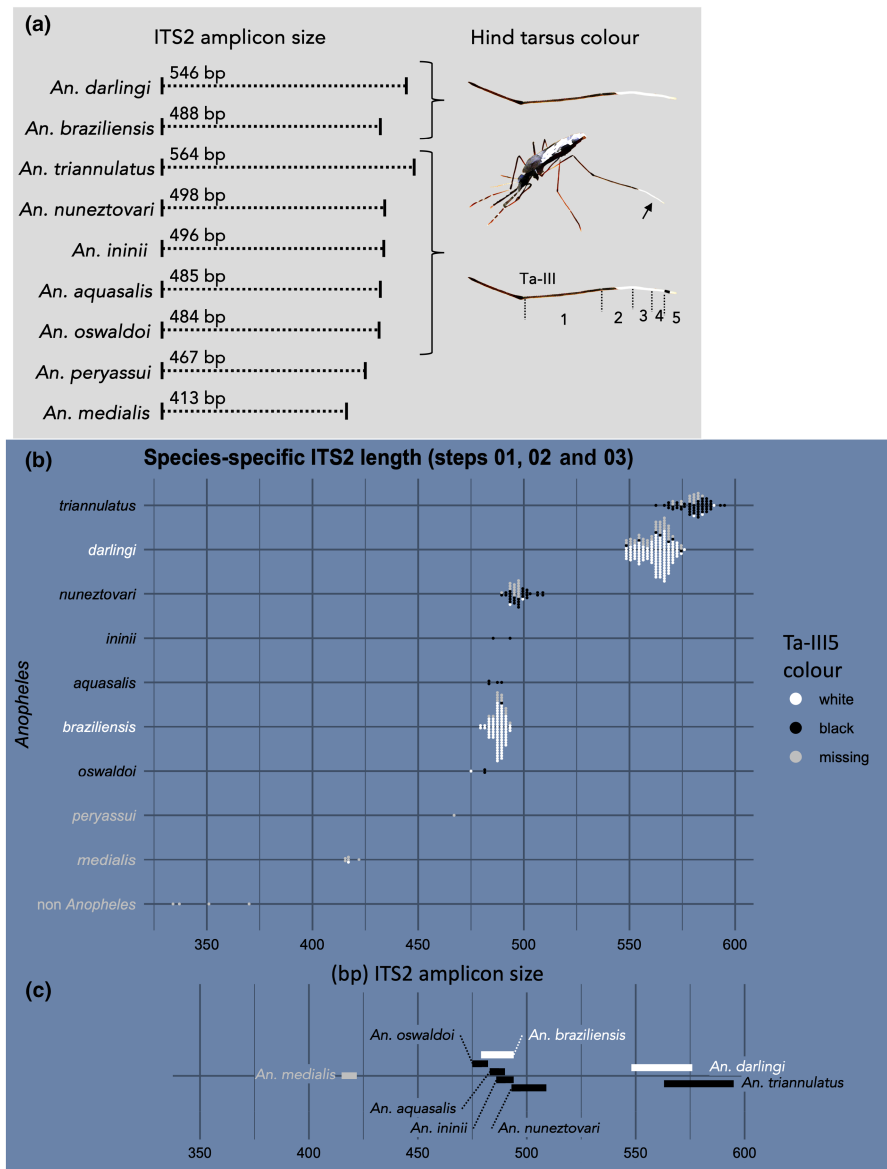 (a)
ITS2 amplicon size
Hind tarsus colour
An. darlingi
546 bp
An. braziliensis
488 bp
An. triannulatus
564 bp
An. nuneztovari
498 bp
An. ininii
496 bp
An. aquasalis
485 bp
An. oswaldoi
484 bp
An. peryassui
467 bp
An. medialis
413 bp
Ta-III
1 2 3 4 5
(b)
Species-specific ITS2 length (steps 01, 02 and 03)
Anopheles
triannulatus
darlingi
nuneztovari
ininii
aquasalis
braziliensis
oswaldoi
peryassui
medialis
non Anopheles
350 400 450 500 550 600
(bp) ITS2 amplicon size
Ta-III5
colour
white
black
missing
(c)
An. oswaldoi
An. braziliensis
An. medialis
An. darlingi
An. triannulatus
An. aquasalis
An. ininii
An. nuneztovari
350 400 450 500 550 600